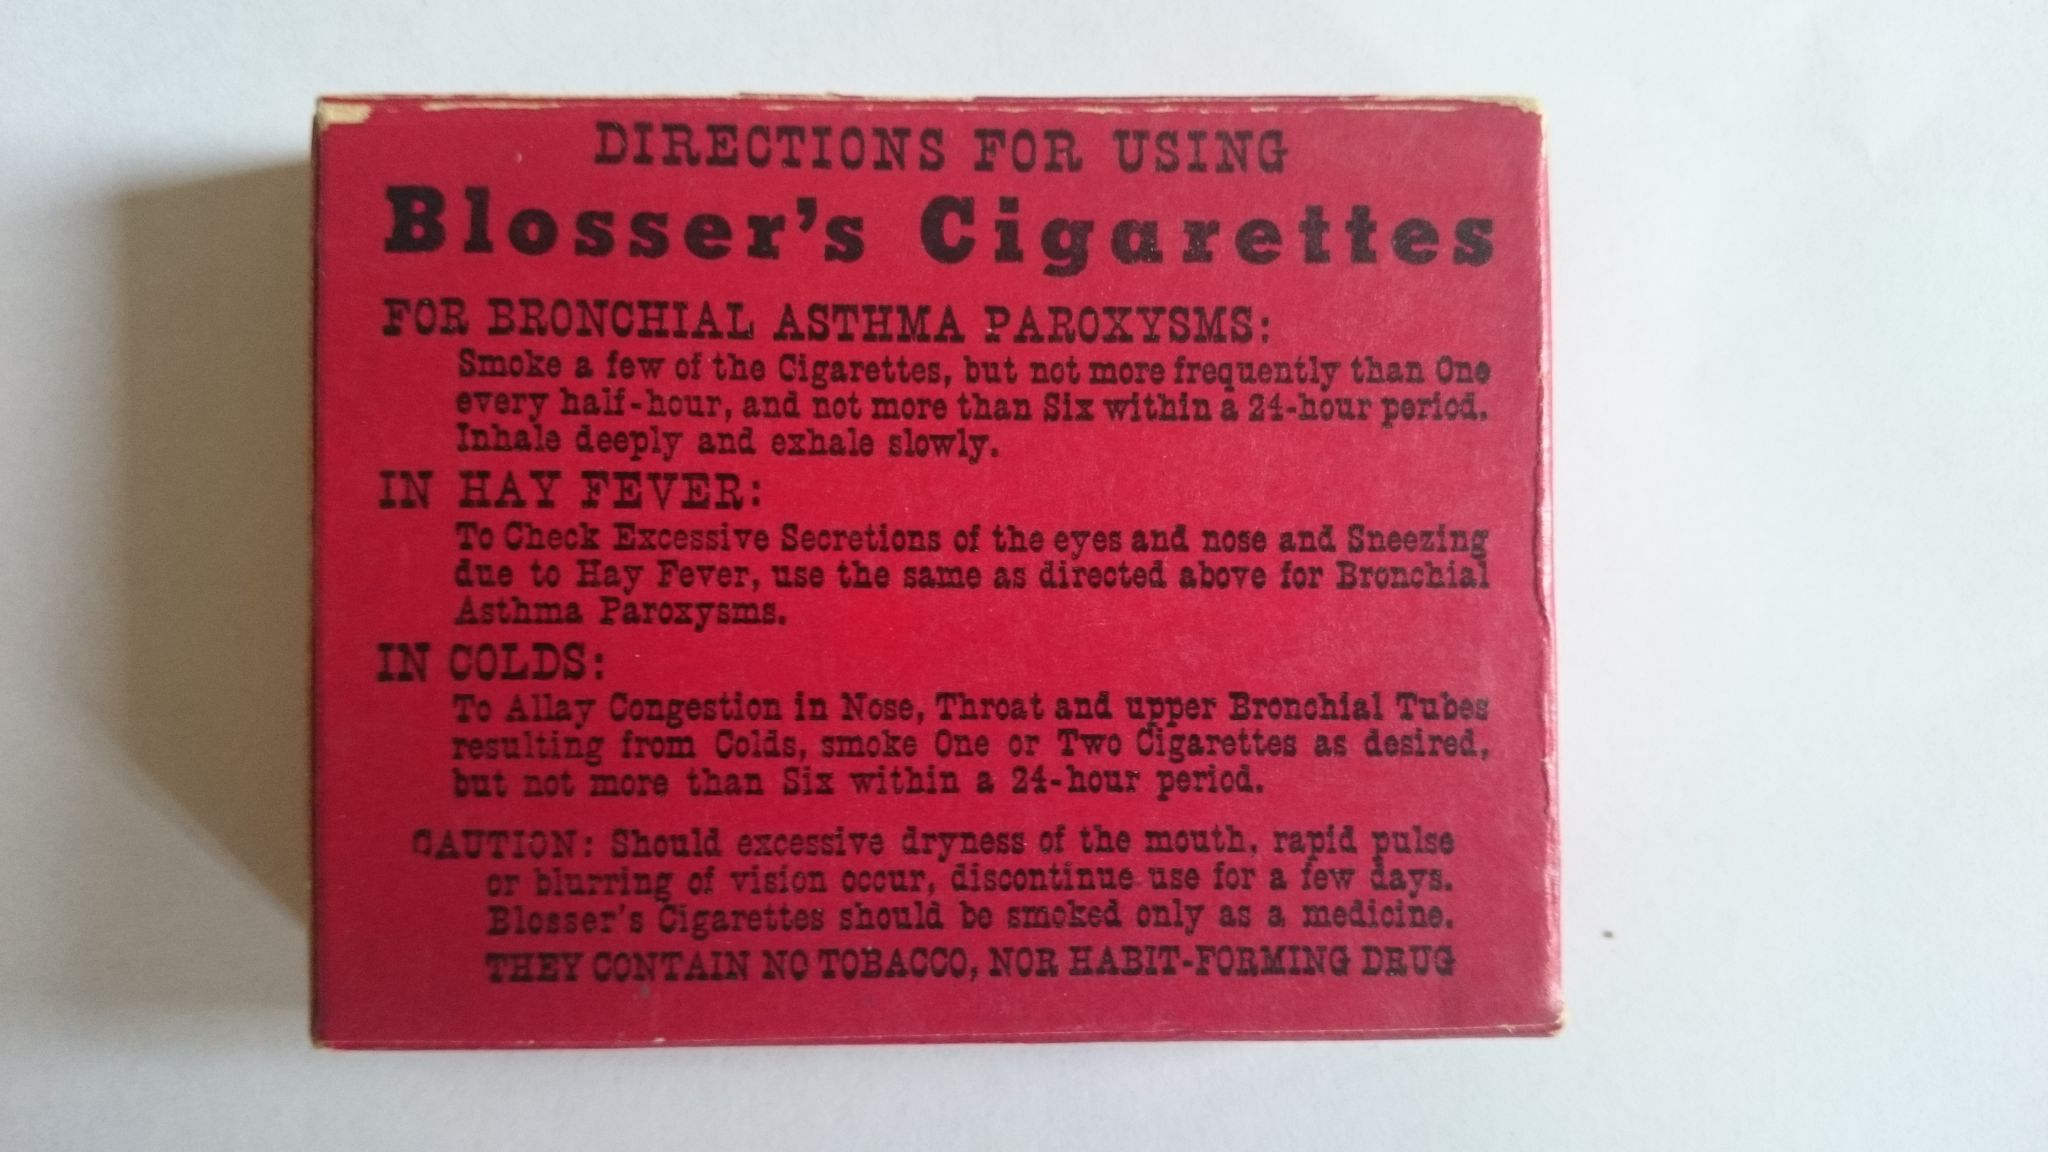 DIRECTIONS FOR USING
Blosser's Cigarettes
FOR BRONCHIAL ASTHMA PAROXYSMS:
Smoke a few of the Cigarettes, but not more frequently than One
every half-hour, and not more than Six within a 24-hour period.
Inhale deeply and exhale slowly.
IN HAY FEVER:
To Check Excessive Secretions of the eyes and nose and Sneezing
due to Hay Fever, use the same as directed above for Bronchial
Asthma Paroxysms.
IN COLDS:
To Allay Congestion in Nose, Throat and upper Bronchial Tubes
resulting from Colds, smoke One or Two Cigarettes as desired,
but not more than Six within a 24-hour period.
CAUTION: Should excessive dryness of the mouth, rapid pulse
or blurring of vision occur, discontinue use for a few days.
Blosser's Cigarettes should be smoked only as a medicine.
THEY CONTAIN NO TOBACCO, NOR HABIT-FORMING DRUG